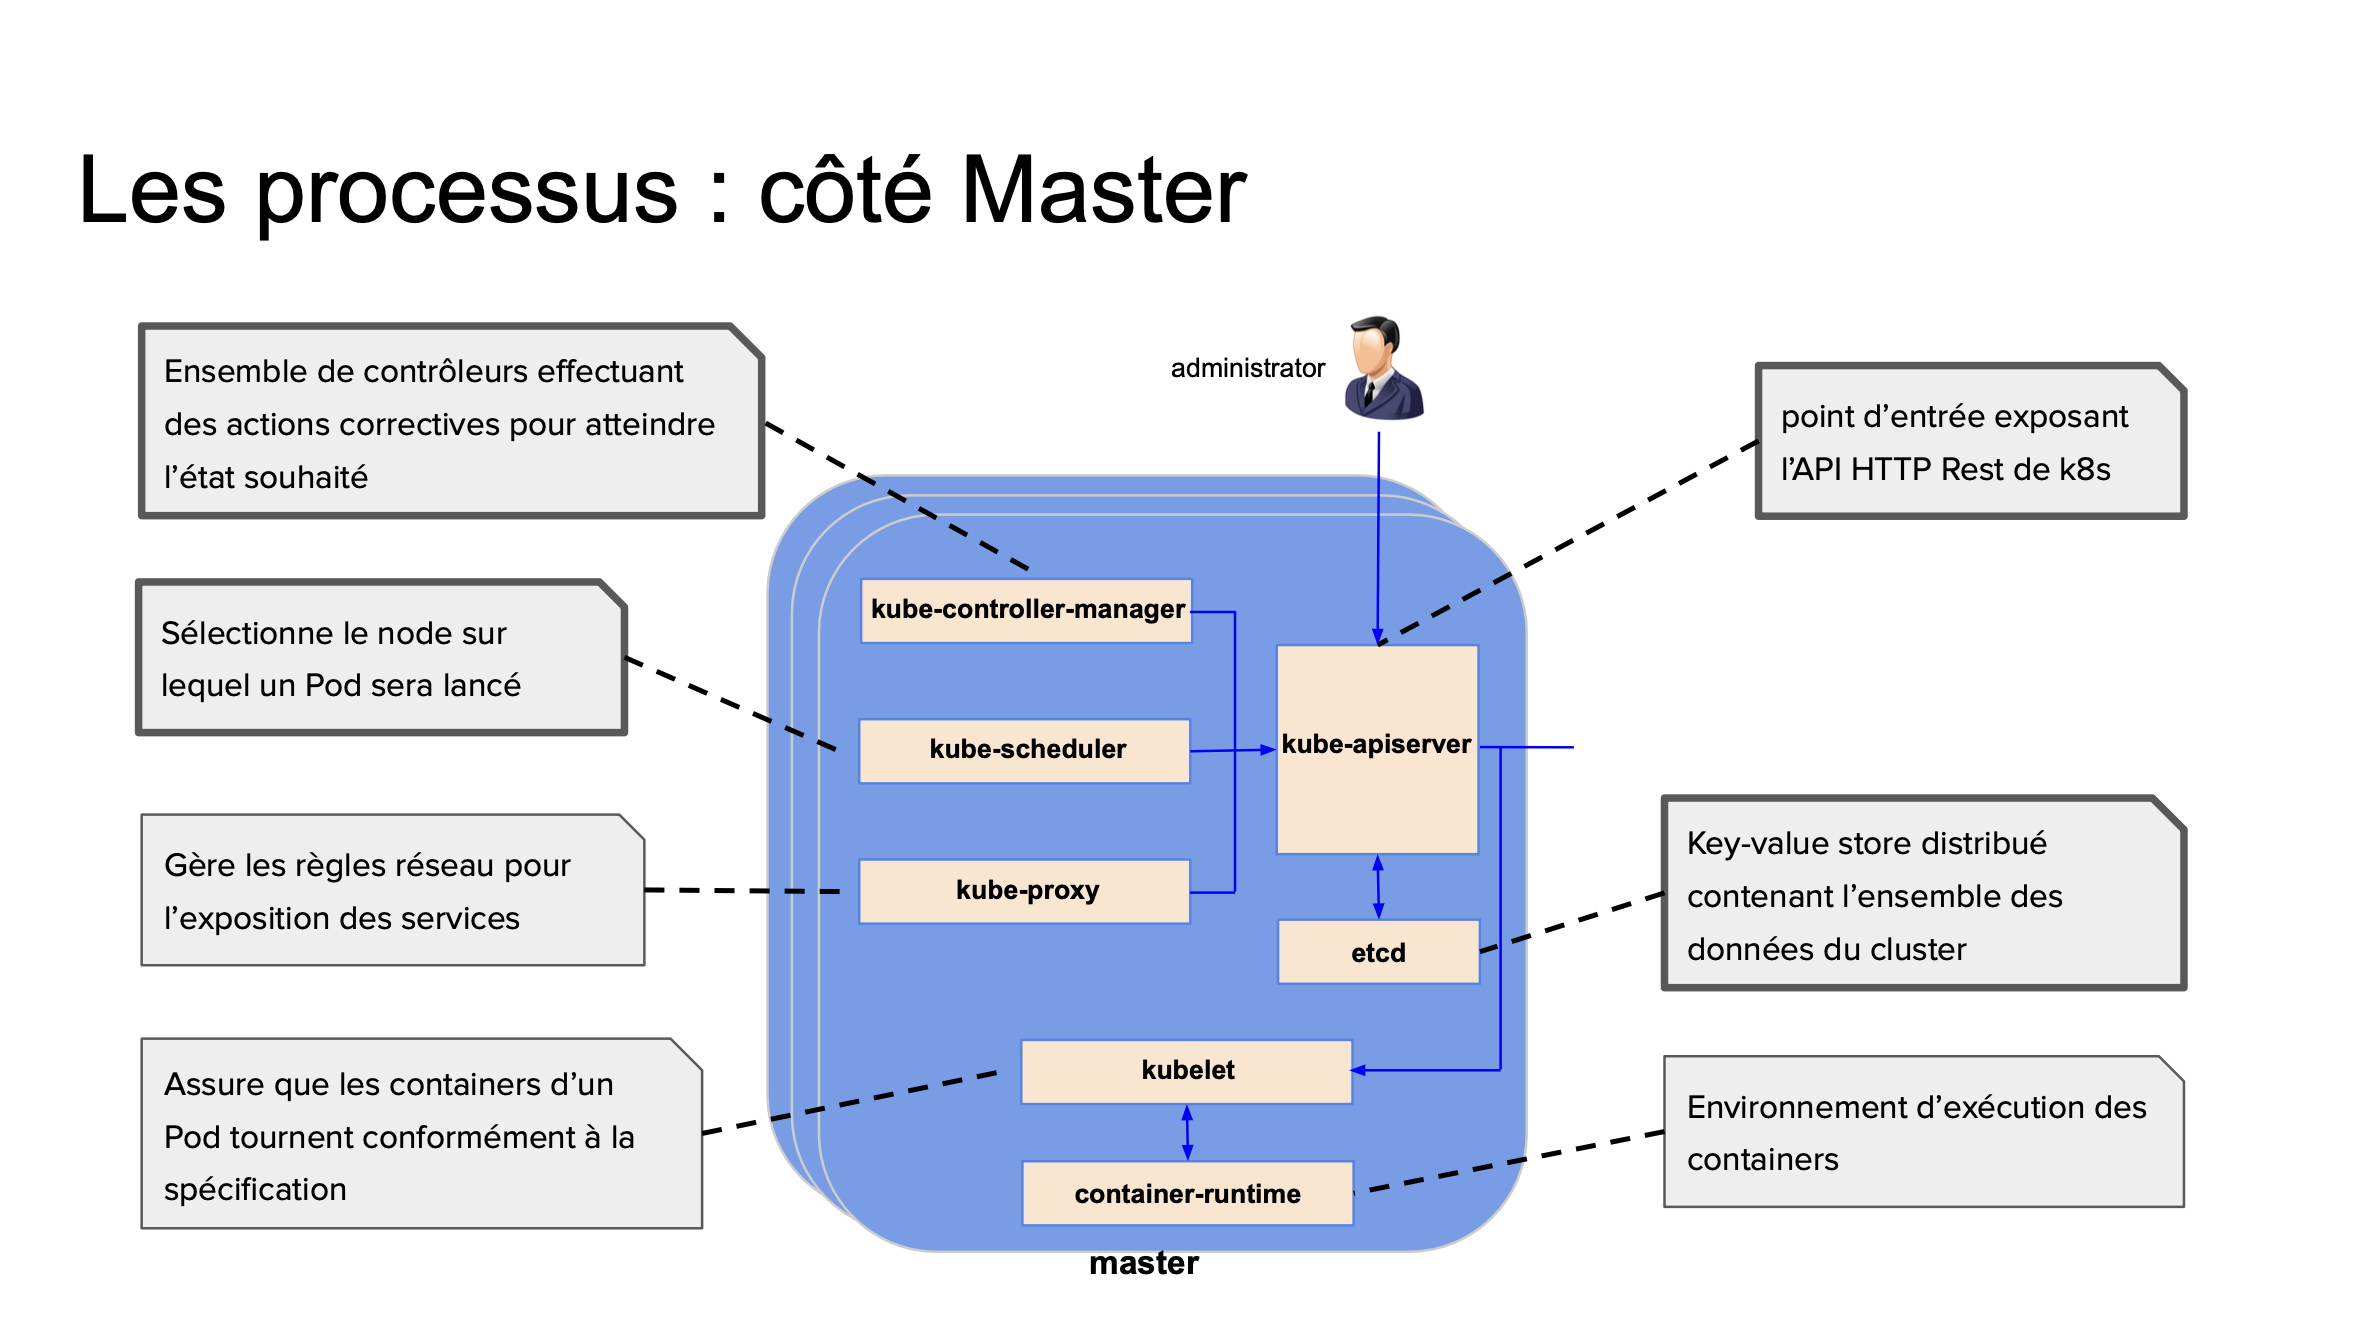 Les processus : côté Master
Ensemble de contrôleurs effectuant
des actions correctives pour atteindre
l’état souhaité
administrator
point d’entrée exposant
l’API HTTP Rest de k8s
Sélectionne le node sur
lequel un Pod sera lancé
kube-controller-manager
kube-scheduler
kube-apiserver
Gère les règles réseau pour
l’exposition des services
kube-proxy
etcd
Key-value store distribué
contenant l’ensemble des
données du cluster
Assure que les containers d’un
Pod tournent conformément à la
spécification
kubelet
container-runtime
Environnement d’exécution des
containers
master